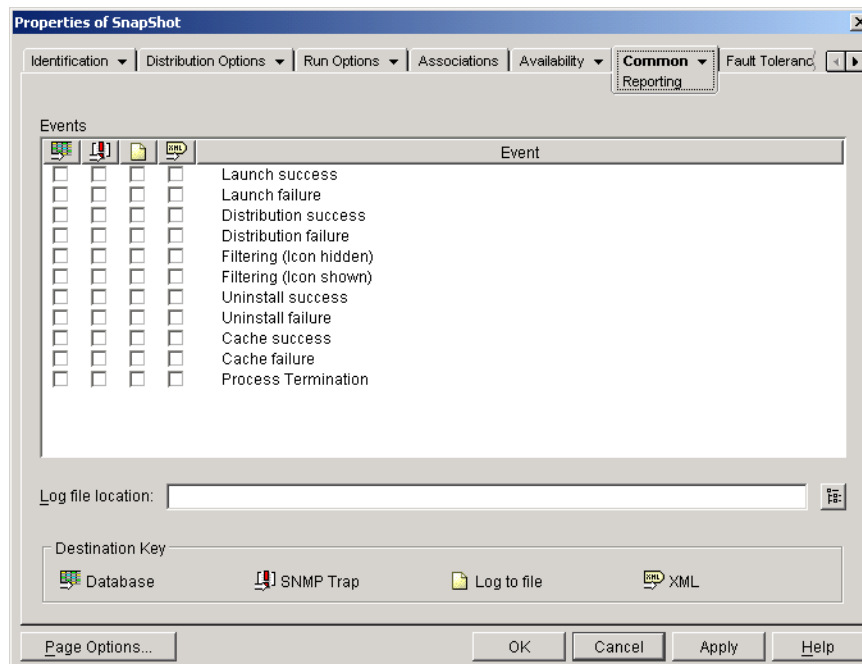 Properties of SnapShot
Identification Distribution Options Run Options Associations Availability Common Fault Toleranc
Reporting
Events
XML Event
Launch success
Launch failure
Distribution success
Distribution failure
Filtering (Icon hidden)
Filtering (Icon shown)
Uninstall success
Uninstall failure
Cache success
Cache failure
Process Termination
Log file location:
Destination Key
Database SNMP Trap Log to file XML XML
Page Options... OK Cancel Apply Help